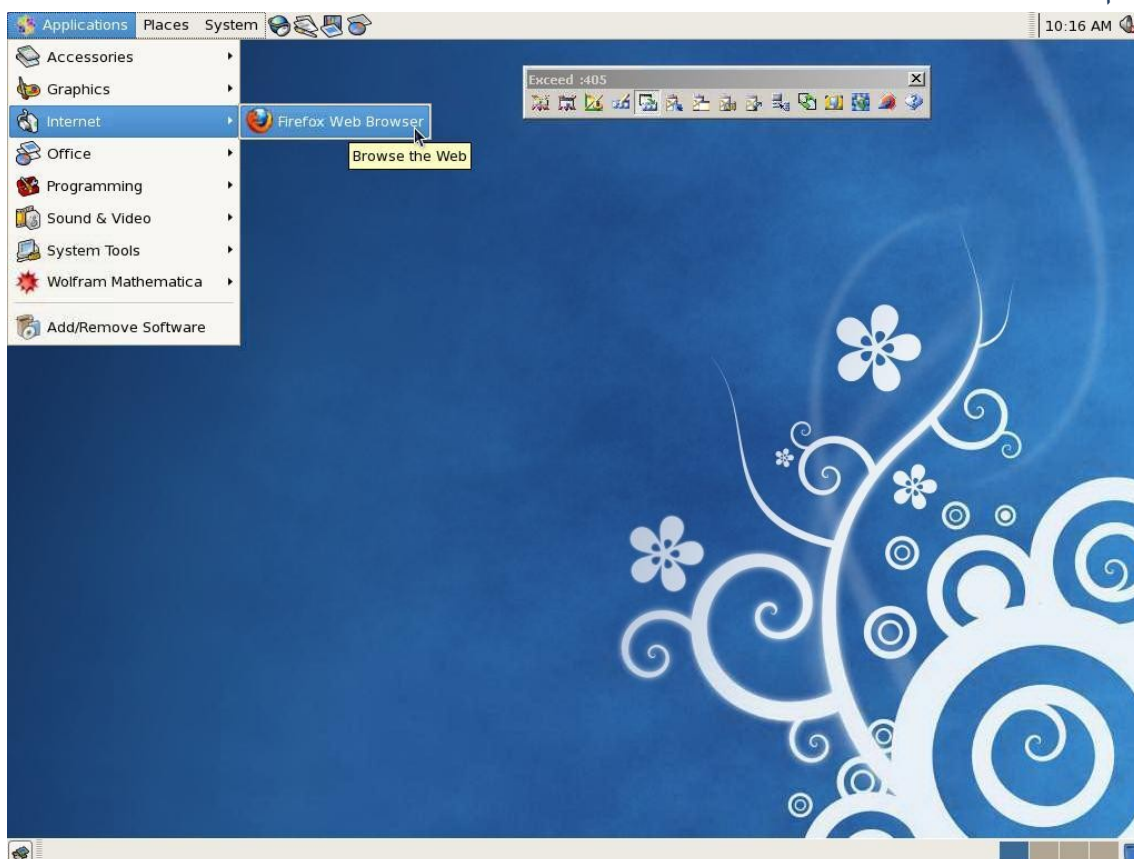 Applications Places System
10:16 AM
Accessories
Graphics
Internet
Firefox Web Browser
Browse the Web
Office
Programming
Sound & Video
System Tools
Wolfram Mathematica
Add/Remove Software
Exceed :405